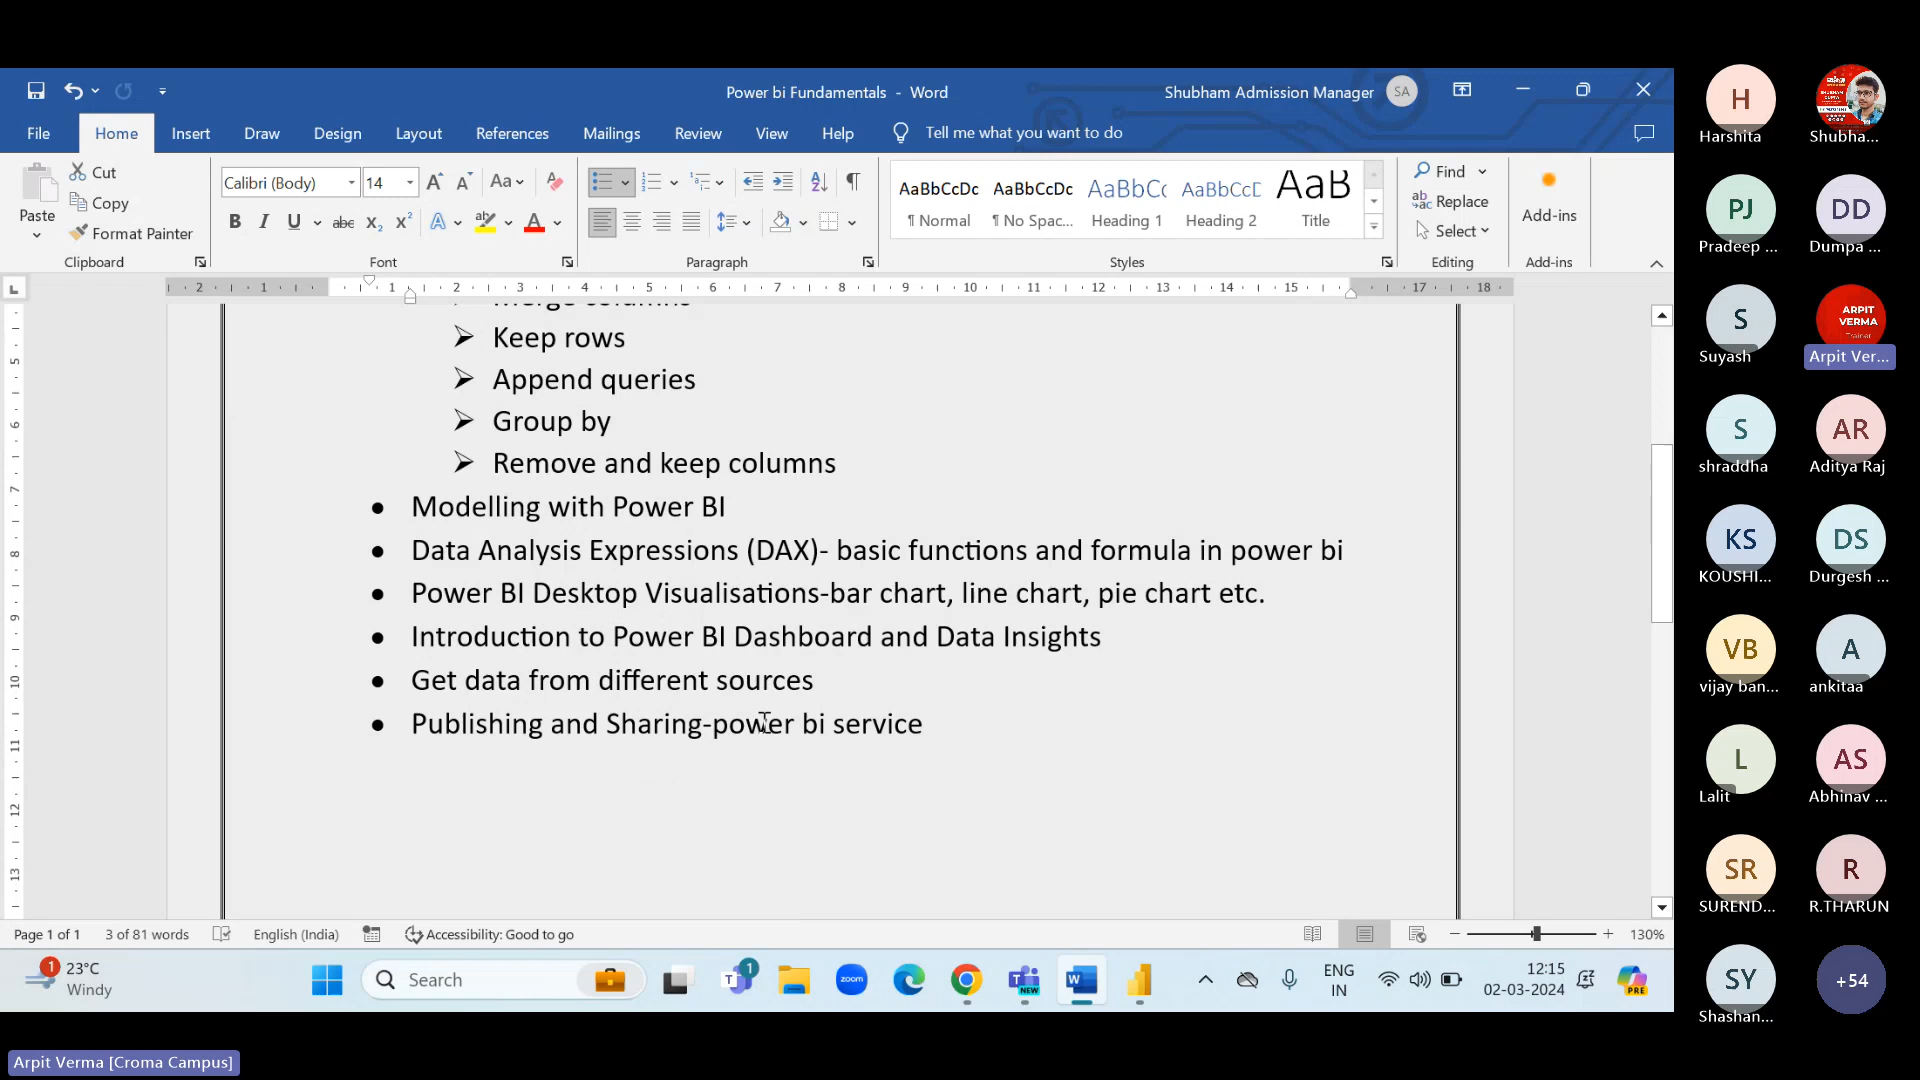 Power bi Fundamentals - Word
Shubham Admission Manager
SA
File
Home
Insert
Draw
Design
Layout
References
Mailings
Review
View
Help
Tell me what you want to do
Paste
Cut
Copy
Format Painter
Clipboard
Calibri (Body)
14
Font
Paragraph
AaBbCcDc
¶ Normal
AaBbCcDc
¶ No Spac...
AaBbCc
Heading 1
AaBbCcE
Heading 2
AaB
Title
Styles
Find
Replace
Select
Editing
Add-ins
Add-ins
Merge columns
Keep rows
Append queries
Group by
Remove and keep columns
Modelling with Power BI
Data Analysis Expressions (DAX)- basic functions and formula in power bi
Power BI Desktop Visualisations-bar chart, line chart, pie chart etc.
Introduction to Power BI Dashboard and Data Insights
Get data from different sources
Publishing and Sharing-power bi service
Page 1 of 1
3 of 81 words
English (India)
Accessibility: Good to go
130%
1
23°C
Windy
Search
1
zoom
NEW
ENG
IN
12:15
02-03-2024
PRE
H
Harshita
Shubha...
PJ
Pradeep ...
DD
Dumpa ...
S
Suyash
ARPIT
VERMA
Trainer
Arpit Ver...
S
shraddha
AR
Aditya Raj
KS
KOUSHI...
DS
Durgesh ...
VB
vijay ban...
A
ankitaa
L
Lalit
AS
Abhinav ...
SR
SUREND...
R
R.THARUN
SY
Shashan...
+54
Arpit Verma [Croma Campus]